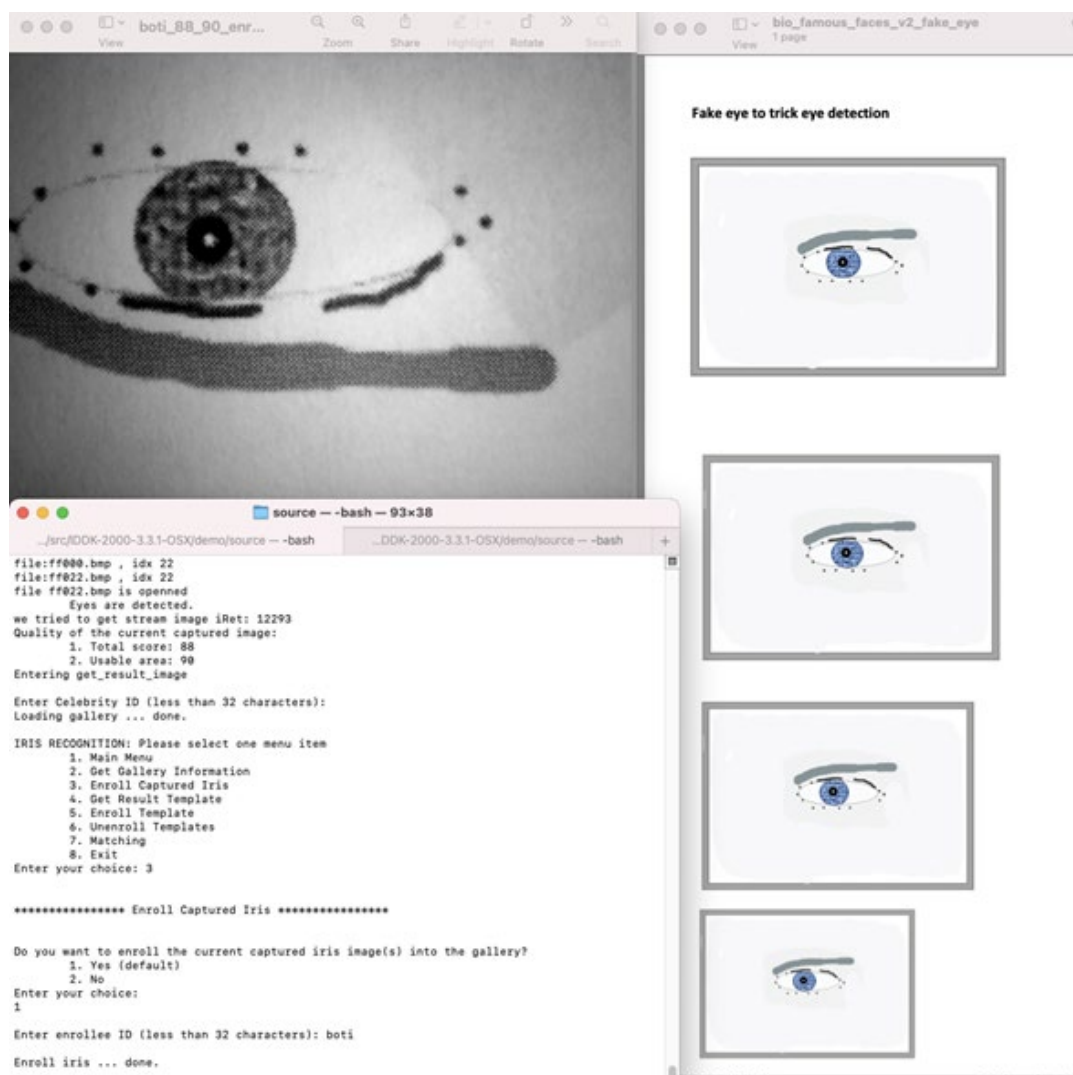 boti_88_90_enr...
View
Zoom
Share
Highlight
Rotate
Search
bio_famous_faces_v2_fake_eye
1 page
View
Fake eye to trick eye detection
source — -bash — 93×38
.../src/IDDK-2000-3.3.1-OSX/demo/source — -bash
...DDK-2000-3.3.1-OSX/demo/source — -bash
file:ff000.bmp , idx 22
file:ff022.bmp , idx 22
file ff022.bmp is openned
Eyes are detected.
we tried to get stream image iRet: 12293
Quality of the current captured image:
1. Total score: 88
2. Usable area: 90
Entering get_result_image
Enter Celebrity ID (less than 32 characters):
Loading gallery ... done.
IRIS RECOGNITION: Please select one menu item
1. Main Menu
2. Get Gallery Information
3. Enroll Captured Iris
4. Get Result Template
5. Enroll Template
6. Unenroll Templates
7. Matching
8. Exit
Enter your choice: 3
**************** Enroll Captured Iris ****************
Do you want to enroll the current captured iris image(s) into the gallery?
1. Yes (default)
2. No
Enter your choice:
1
Enter enrollee ID (less than 32 characters): boti
Enroll iris ... done.